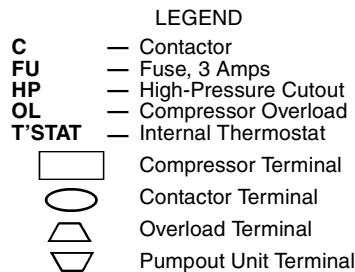 LEGEND
C — Contactor
FU — Fuse, 3 Amps
HP — High-Pressure Cutout
OL — Compressor Overload
T’STAT — Internal Thermostat
Compressor Terminal
Contactor Terminal
Overload Terminal
Pumpout Unit Terminal